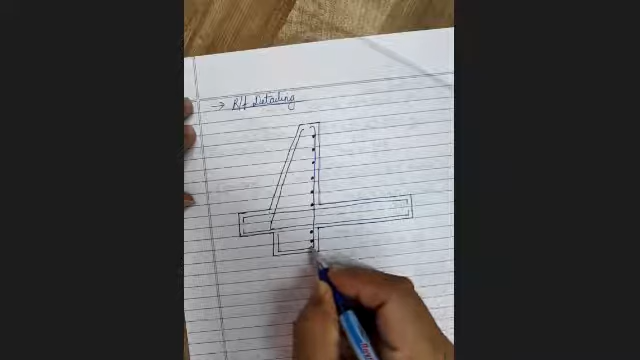 → R/f Detailing